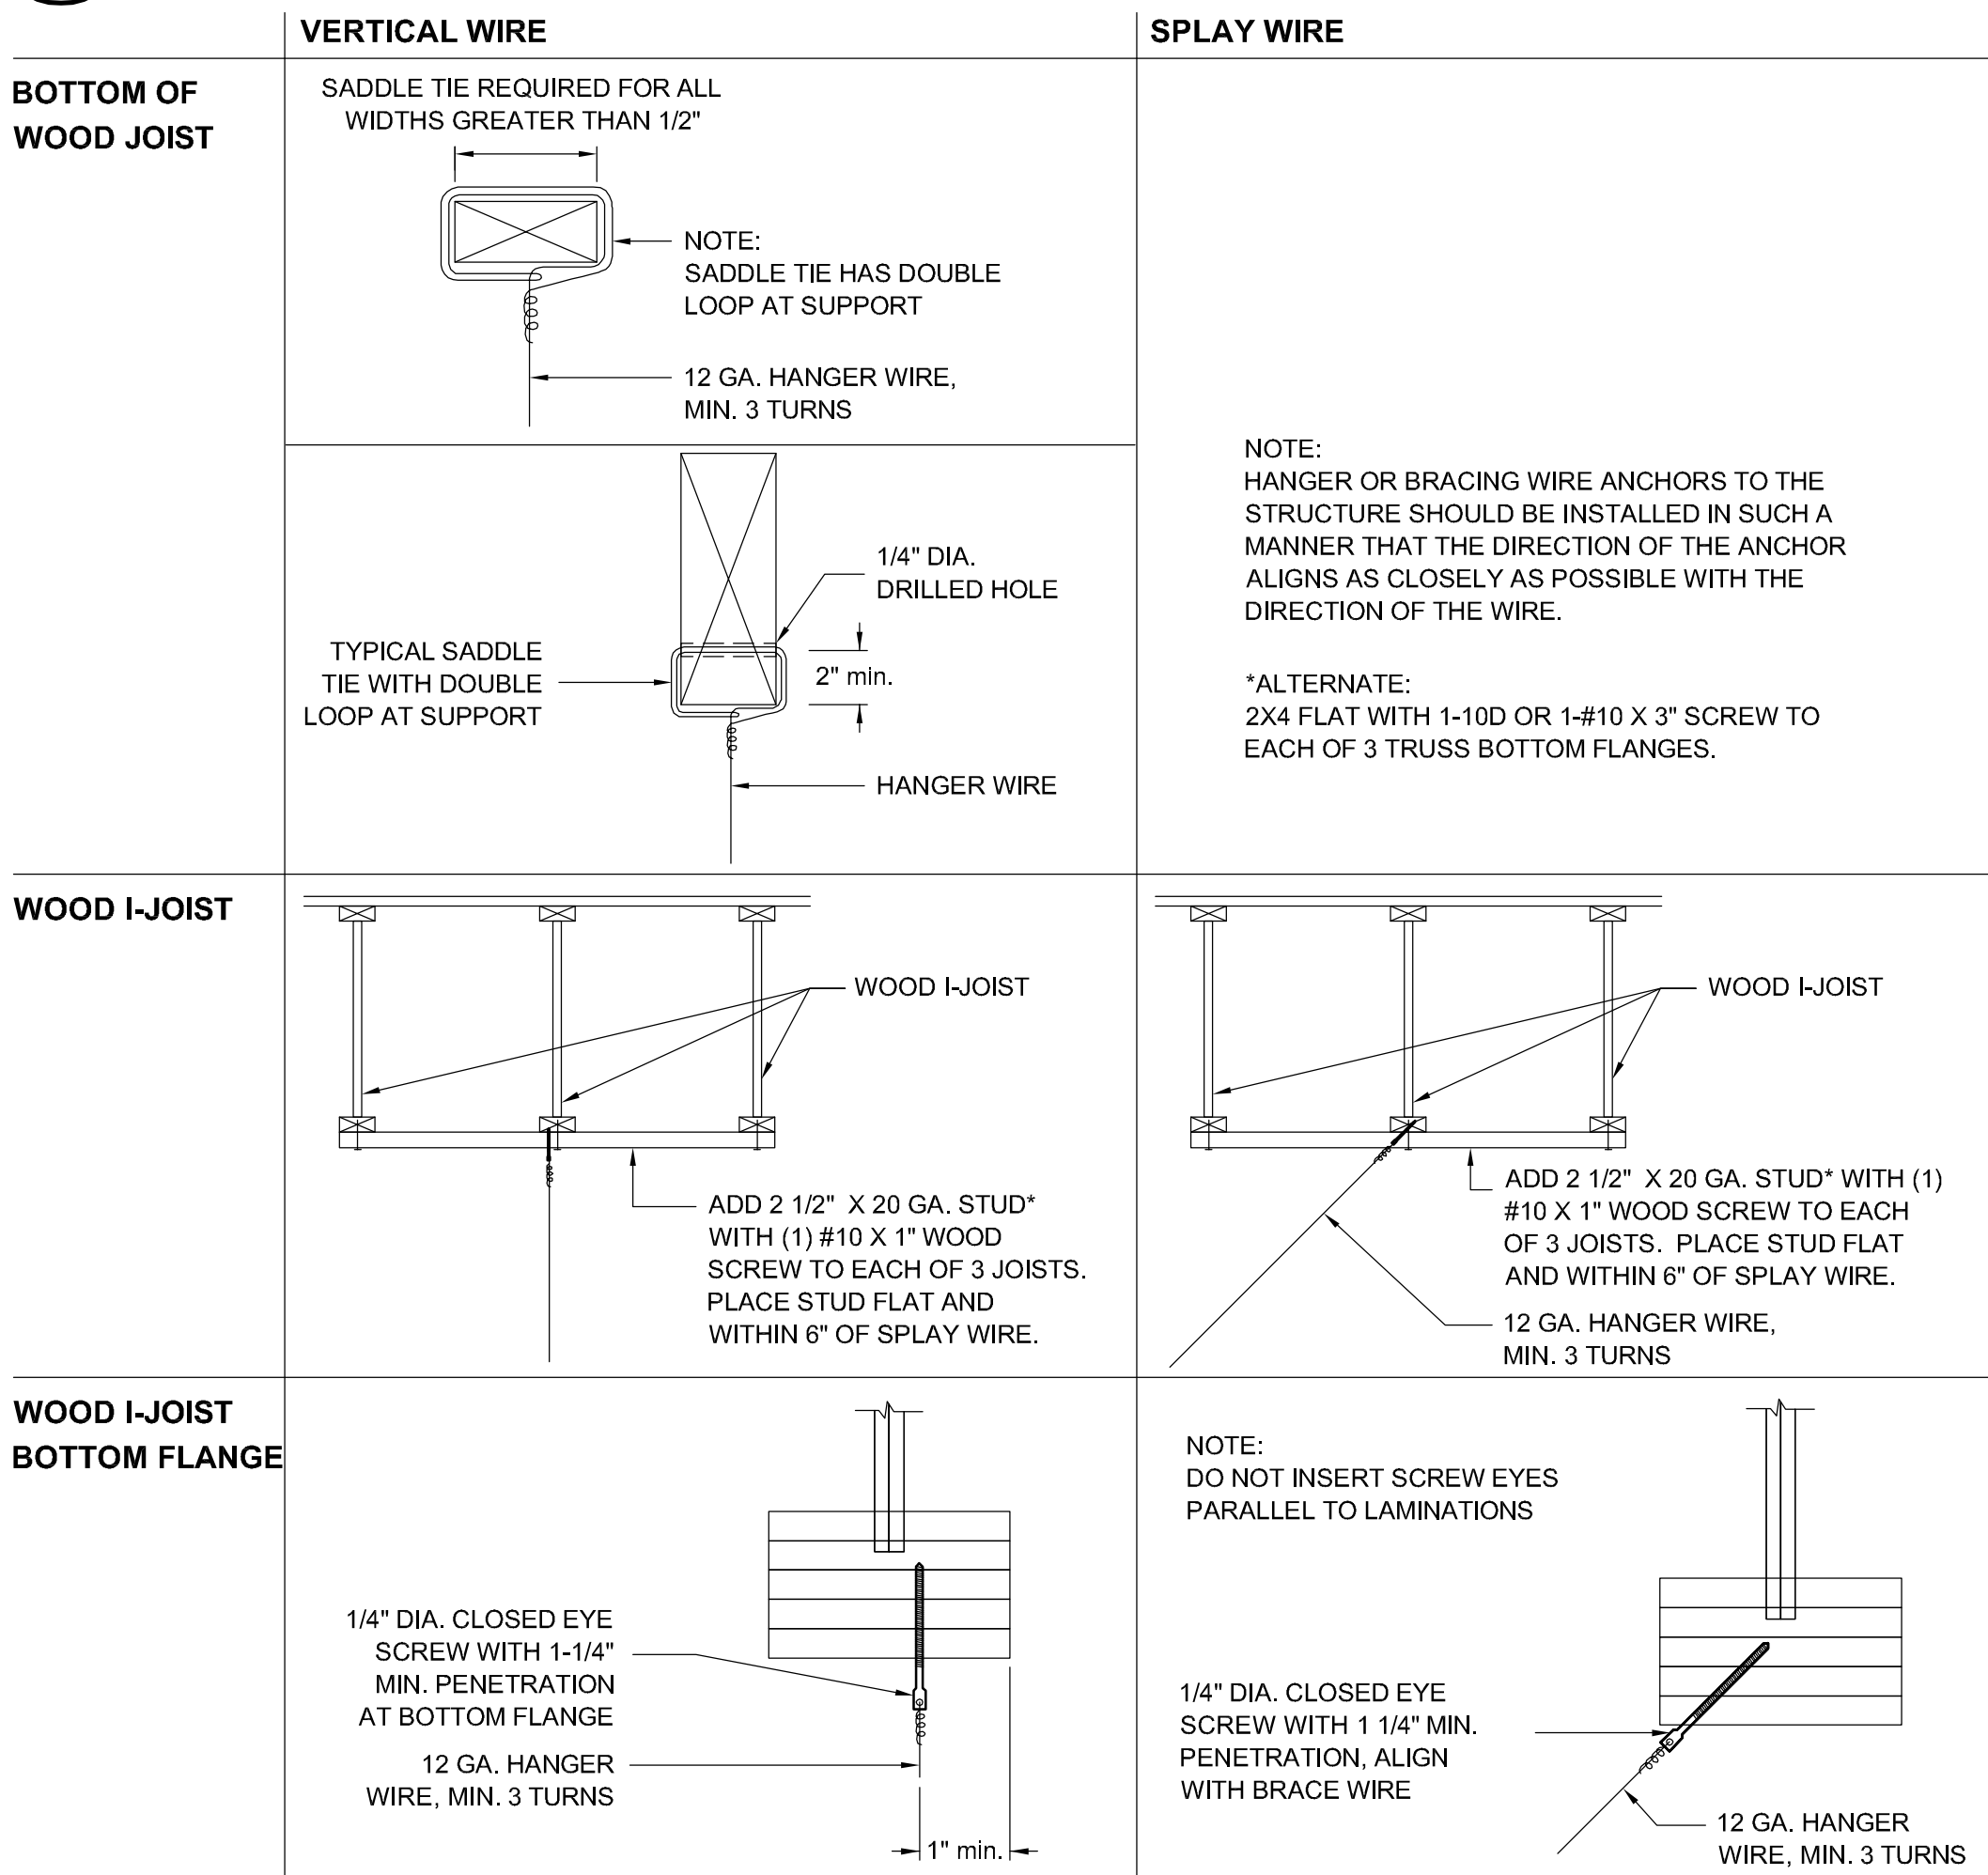 VERTICAL WIRE
SPLAY WIRE
BOTTOM OF
WOOD JOIST
SADDLE TIE REQUIRED FOR ALL
WIDTHS GREATER THAN 1/2"
NOTE:
SADDLE TIE HAS DOUBLE
LOOP AT SUPPORT
12 GA. HANGER WIRE,
MIN. 3 TURNS
1/4" DIA.
DRILLED HOLE
TYPICAL SADDLE
TIE WITH DOUBLE
LOOP AT SUPPORT
2" min.
HANGER WIRE
NOTE:
HANGER OR BRACING WIRE ANCHORS TO THE
STRUCTURE SHOULD BE INSTALLED IN SUCH A
MANNER THAT THE DIRECTION OF THE ANCHOR
ALIGNS AS CLOSELY AS POSSIBLE WITH THE
DIRECTION OF THE WIRE.
*ALTERNATE:
2X4 FLAT WITH 1-10D OR 1-#10 X 3" SCREW TO
EACH OF 3 TRUSS BOTTOM FLANGES.
WOOD I-JOIST
WOOD I-JOIST
ADD 2 1/2" X 20 GA. STUD*
WITH (1) #10 X 1" WOOD
SCREW TO EACH OF 3 JOISTS.
PLACE STUD FLAT AND
WITHIN 6" OF SPLAY WIRE.
WOOD I-JOIST
ADD 2 1/2" X 20 GA. STUD* WITH (1)
#10 X 1" WOOD SCREW TO EACH
OF 3 JOISTS. PLACE STUD FLAT
AND WITHIN 6" OF SPLAY WIRE.
12 GA. HANGER WIRE,
MIN. 3 TURNS
WOOD I-JOIST
BOTTOM FLANGE
1/4" DIA. CLOSED EYE
SCREW WITH 1-1/4"
MIN. PENETRATION
AT BOTTOM FLANGE
12 GA. HANGER
WIRE, MIN. 3 TURNS
1" min.
NOTE:
DO NOT INSERT SCREW EYES
PARALLEL TO LAMINATIONS
1/4" DIA. CLOSED EYE
SCREW WITH 1 1/4" MIN.
PENETRATION, ALIGN
WITH BRACE WIRE
12 GA. HANGER
WIRE, MIN. 3 TURNS